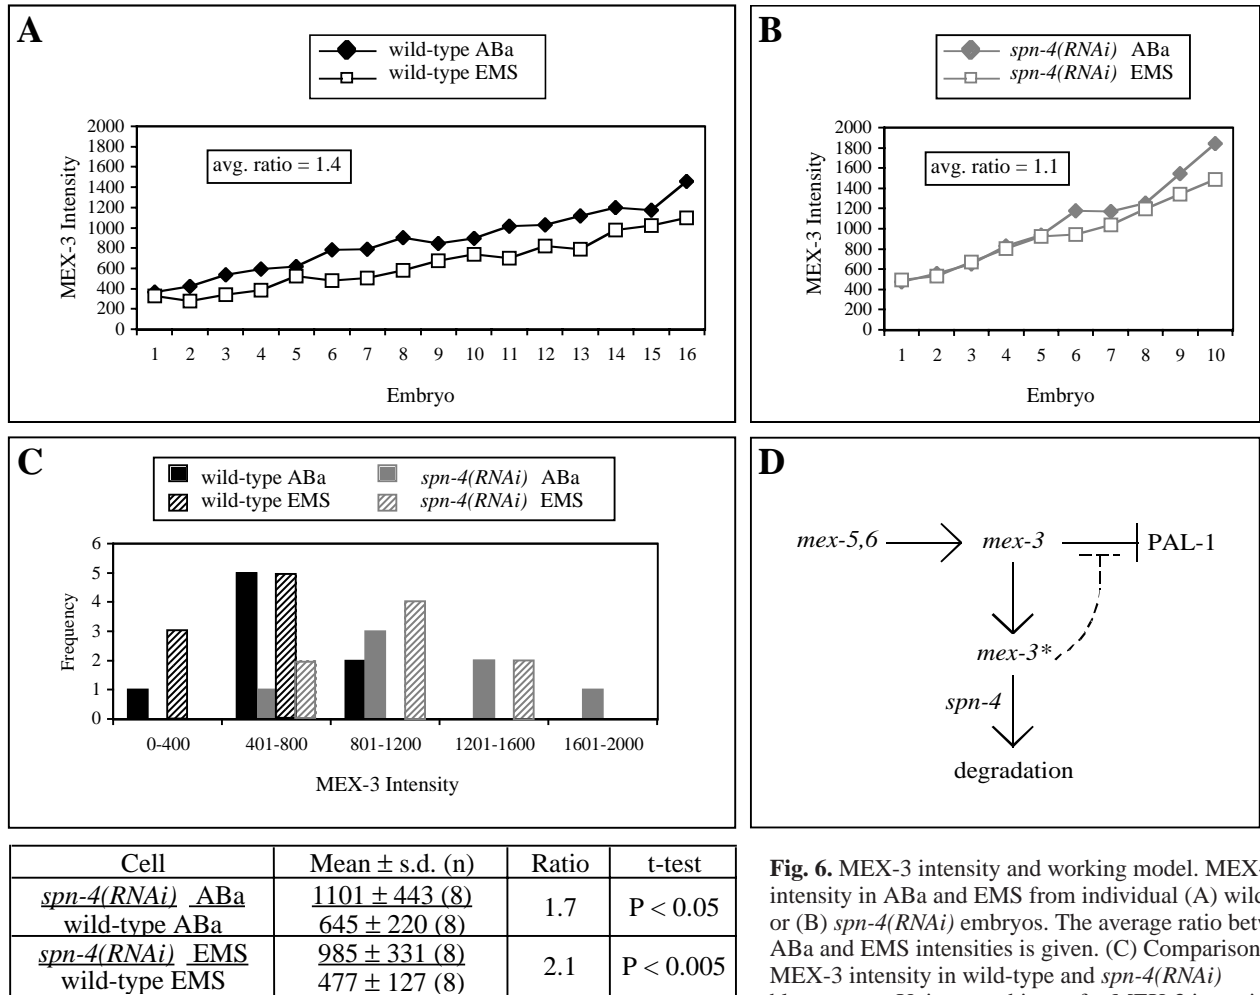 A
wild-type ABa
wild-type EMS
MEX-3 Intensity
2000
1800
1600
1400
1200
1000
800
600
400
200
0
avg. ratio = 1.4
1 2 3 4 5 6 7 8 9 10 11 12 13 14 15 16
Embryo
B
spn-4(RNAi) ABa
spn-4(RNAi) EMS
MEX-3 Intensity
2000
1800
1600
1400
1200
1000
800
600
400
200
0
avg. ratio = 1.1
1 2 3 4 5 6 7 8 9 10
Embryo
C
wild-type ABa spn-4(RNAi) ABa
wild-type EMS spn-4(RNAi) EMS
Frequency
6
5
4
3
2
1
0
0-400 401-800 801-1200 1201-1600 1601-2000
MEX-3 Intensity
D
mex-5,6 mex-3 PAL-1
mex-3*
spn-4
degradation
Cell Mean ± s.d. (n) Ratio t-test
spn-4(RNAi) ABa 1101 ± 443 (8) 1.7 P < 0.05
wild-type ABa 645 ± 220 (8)
spn-4(RNAi) EMS 985 ± 331 (8) 2.1 P < 0.005
wild-type EMS 477 ± 127 (8)
Fig. 6. MEX-3 intensity and working model. MEX-
intensity in ABa and EMS from individual (A) wild
or (B) spn-4(RNAi) embryos. The average ratio
ABa and EMS intensities is given. (C) Comparison
MEX-3 intensity in wild-type and spn-4(RNAi)